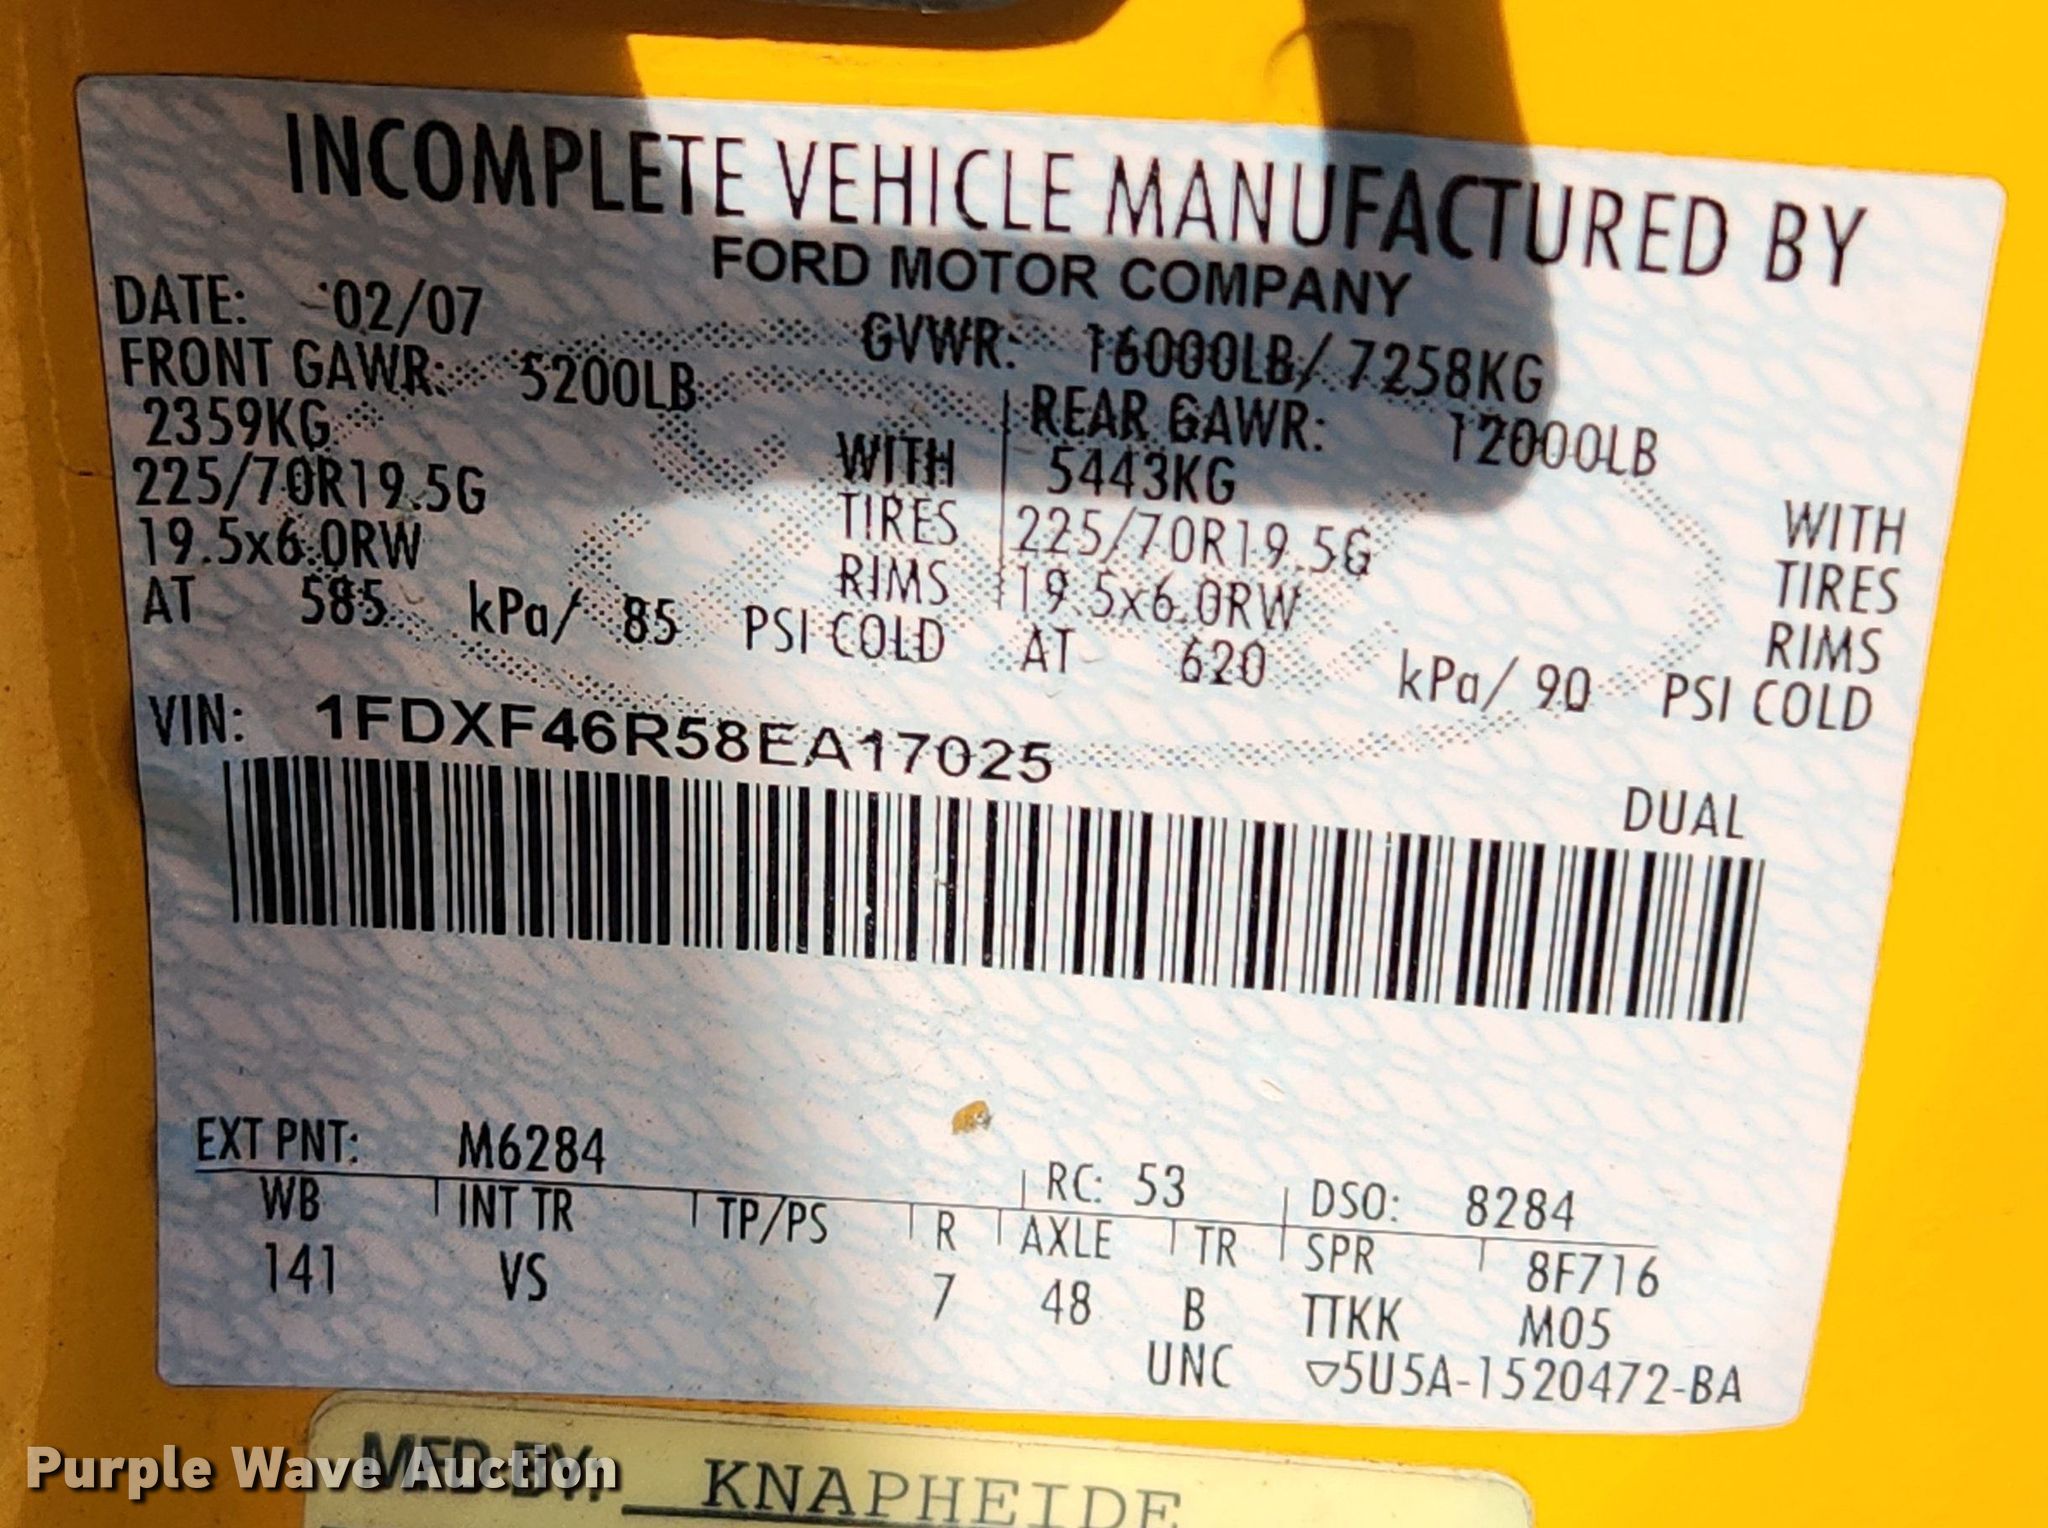 INCOMPLETE VEHICLE MANUFACTURED BY
FORD MOTOR COMPANY
DATE: 02/07 GVWR: 16000LB/ 7258KG
FRONT GAWR: 5200LB REAR GAWR: 12000LB
2359KG WITH 5443KG WITH
225/70R19.5G TIRES 225/70R19.5G TIRES
19.5x6.0RW RIMS 19.5x6.0RW RIMS
AT 585 kPa/ 85 PSI COLD AT 620 kPa/ 90 PSI COLD
VIN: 1FDXF46R58EA17025
DUAL
EXT PNT: M6284 RC: 53 DSO: 8284
WB INT TR TP/PS R AXLE TR SPR 8F716
141 VS 7 48 B TTKK M05
UNC ▽5U5A-1520472-BA
MFD BY: KNAPHEIDE
Purple Wave Auction